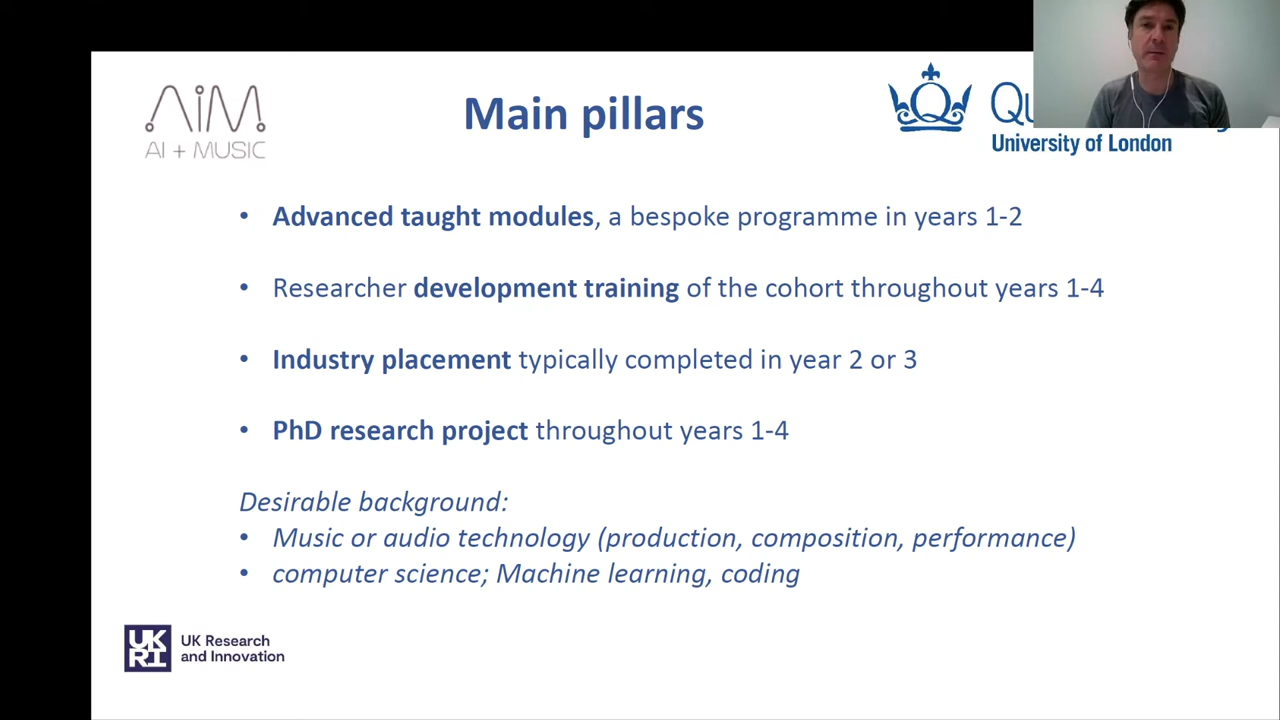 AIM
AI + MUSIC
Main pillars
University of London
• Advanced taught modules, a bespoke programme in years 1-2
• Researcher development training of the cohort throughout years 1-4
• Industry placement typically completed in year 2 or 3
• PhD research project throughout years 1-4
Desirable background:
• Music or audio technology (production, composition, performance)
• computer science; Machine learning, coding
UK
RI
UK Research
and Innovation